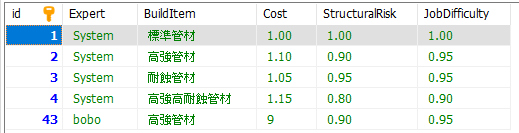 id Expert BuildItem Cost StructuralRisk JobDifficulty
1 System 標準管材 1.00 1.00 1.00
2 System 高強管材 1.10 0.90 0.95
3 System 耐蝕管材 1.05 0.95 0.95
4 System 高強高耐蝕管材 1.15 0.80 0.90
43 bobo 高強管材 9 0.90 0.95